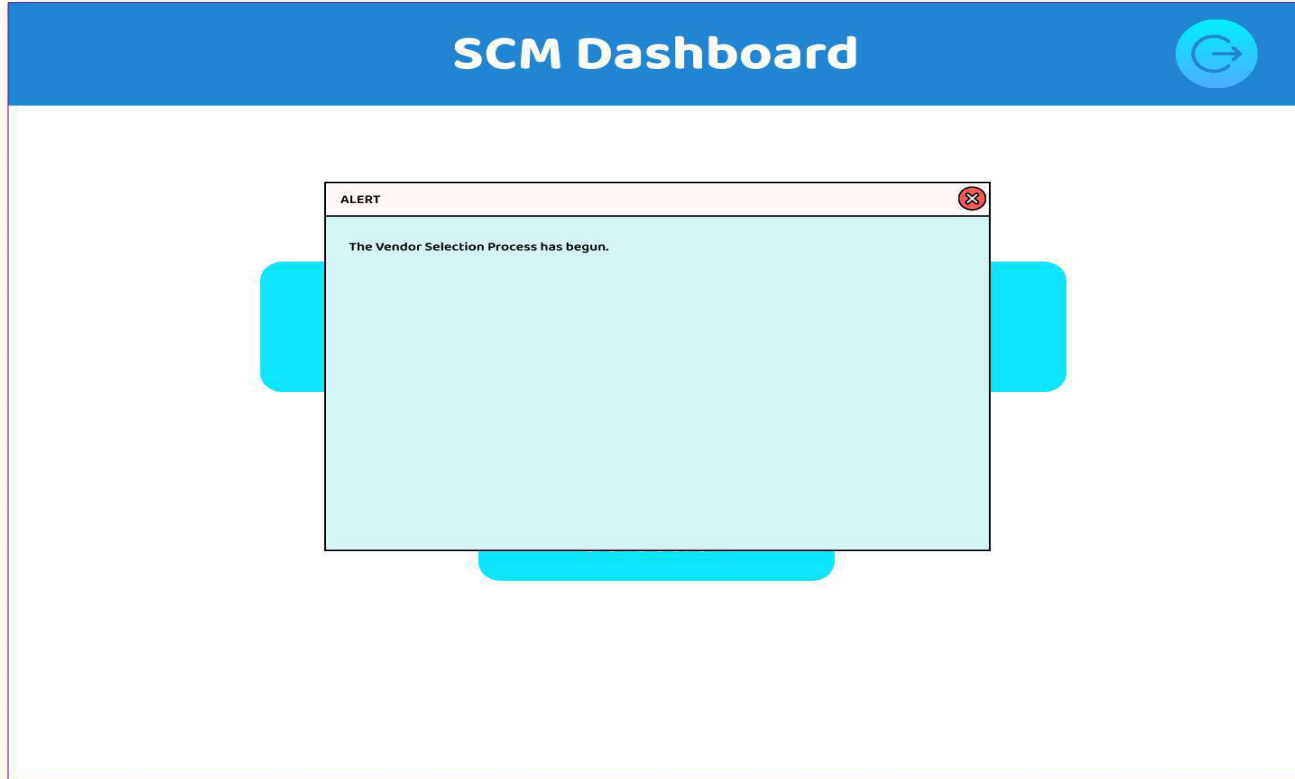 SCM Dashboard
ALERT
The Vendor Selection Process has begun.